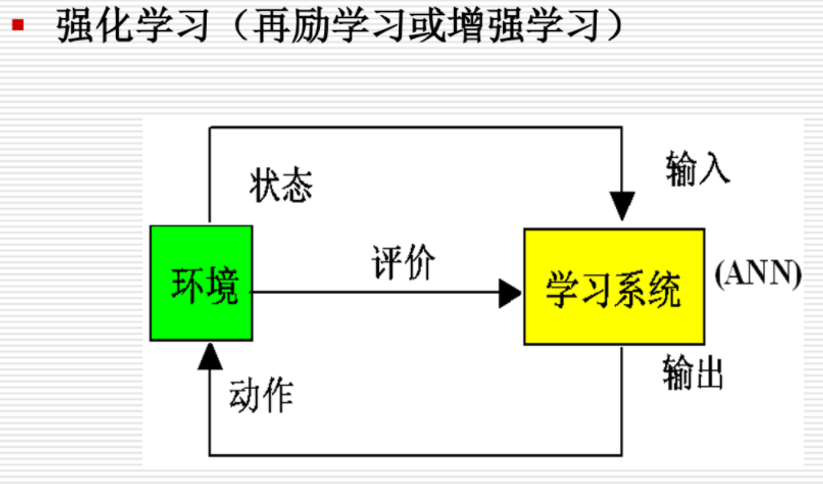 ▪ 强化学习（再励学习或增强学习）
状态
输入
环境
评价
学习系统
(ANN)
动作
输出